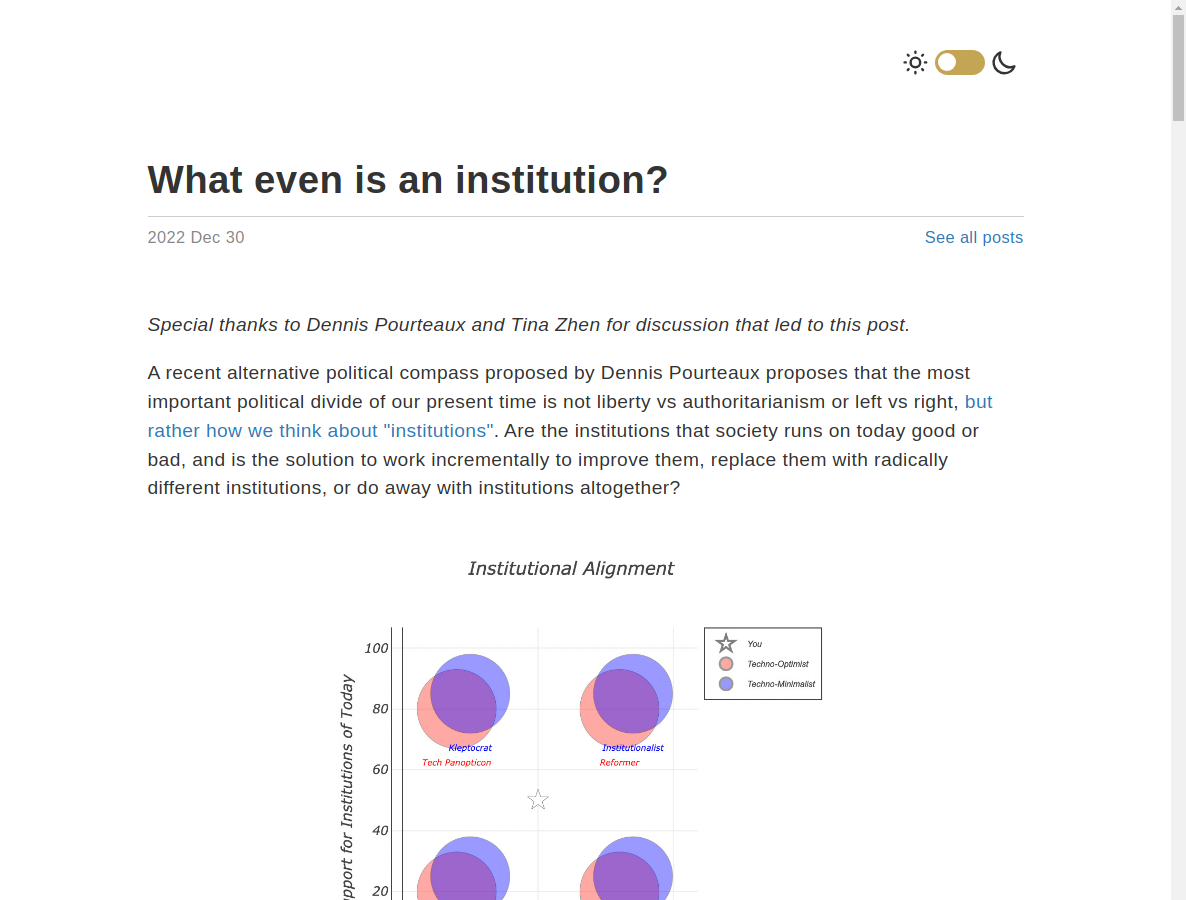 What even is an institution?
2022 Dec 30
See all posts
Special thanks to Dennis Pourteaux and Tina Zhen for discussion that led to this post.
A recent alternative political compass proposed by Dennis Pourteaux proposes that the most
important political divide of our present time is not liberty vs authoritarianism or left vs right, but
rather how we think about "institutions". Are the institutions that society runs on today good or
bad, and is the solution to work incrementally to improve them, replace them with radically
different institutions, or do away with institutions altogether?
Institutional Alignment
You
Techno-Optimist
Techno-Minimalist
100
80
60
40
20
Support for Institutions of Today
Kleptocrat
Tech Panopticon
Institutionalist
Reformer